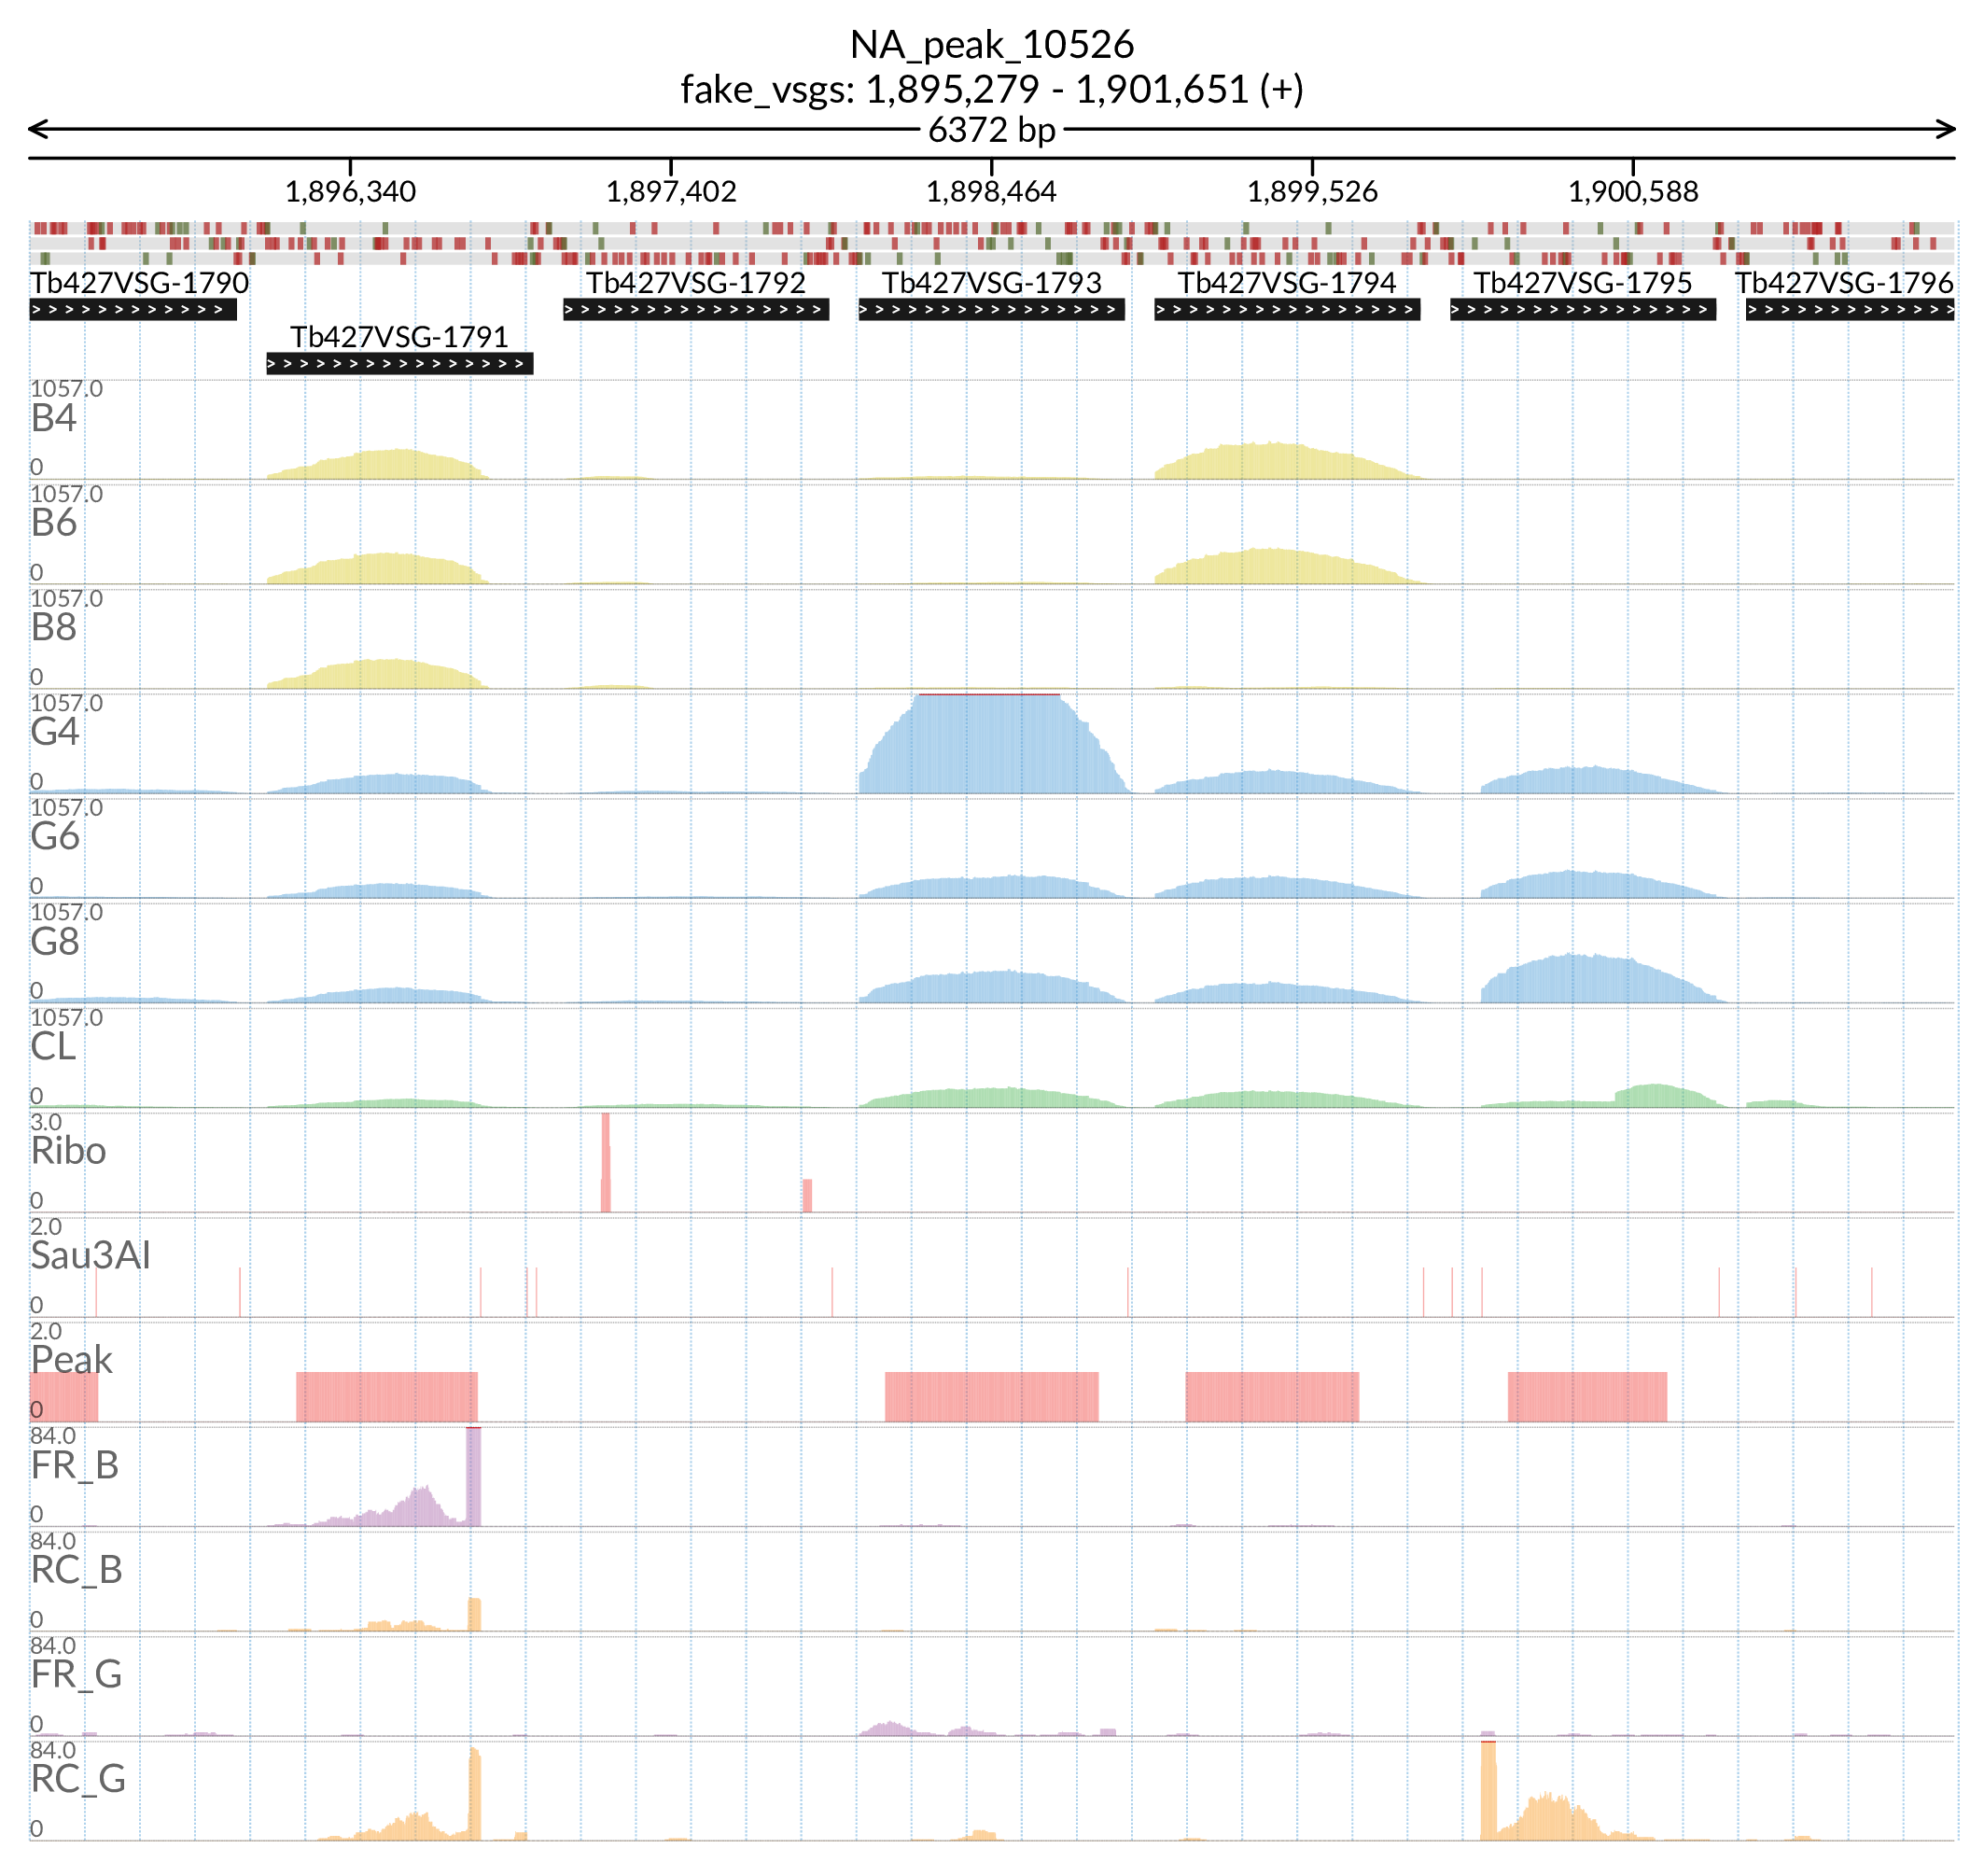 NA_peak_10526
fake_vsgs: 1,895,279 - 1,901,651 (+)
6372 bp
1,896,340 1,897,402 1,898,464 1,899,526 1,900,588
Tb427VSG-1790 Tb427VSG-1792 Tb427VSG-1793 Tb427VSG-1794 Tb427VSG-1795 Tb427VSG-1796
Tb427VSG-1791
1057.0
B4
0
1057.0
B6
0
1057.0
B8
0
1057.0
G4
0
1057.0
G6
0
1057.0
G8
0
1057.0
CL
0
3.0
Ribo
0
2.0
Sau3AI
0
2.0
Peak
0
84.0
FR_B
0
84.0
RC_B
0
84.0
FR_G
0
84.0
RC_G
0